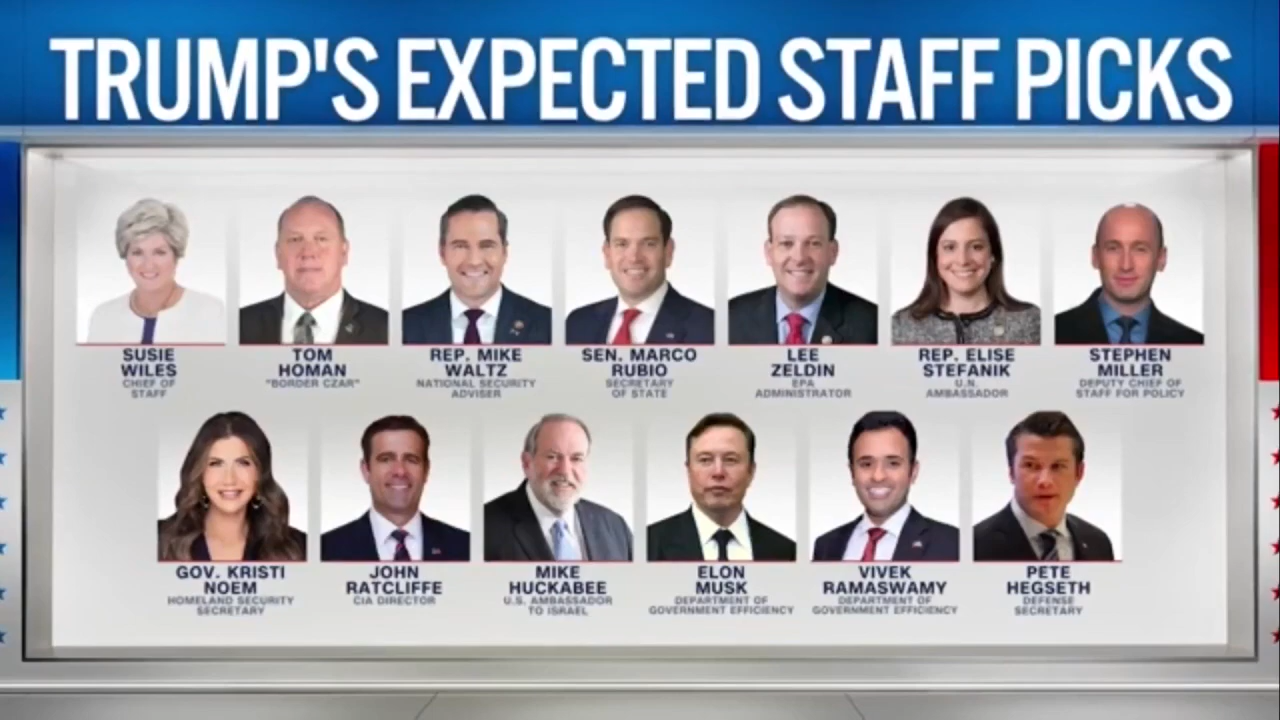 TRUMP'S EXPECTED STAFF PICKS
SUSIE
WILES
CHIEF OF
STAFF
TOM
HOMAN
"BORDER CZAR"
REP. MIKE
WALTZ
NATIONAL SECURITY
ADVISER
SEN. MARCO
RUBIO
SECRETARY
OF STATE
LEE
ZELDIN
EPA
ADMINISTRATOR
REP. ELISE
STEFANIK
U.N.
AMBASSADOR
STEPHEN
MILLER
DEPUTY CHIEF OF
STAFF FOR POLICY
GOV. KRISTI
NOEM
HOMELAND SECURITY
SECRETARY
JOHN
RATCLIFFE
CIA DIRECTOR
MIKE
HUCKABEE
U.S. AMBASSADOR
TO ISRAEL
ELON
MUSK
DEPARTMENT OF
GOVERNMENT EFFICIENCY
VIVEK
RAMASWAMY
DEPARTMENT OF
GOVERNMENT EFFICIENCY
PETE
HEGSETH
DEFENSE
SECRETARY